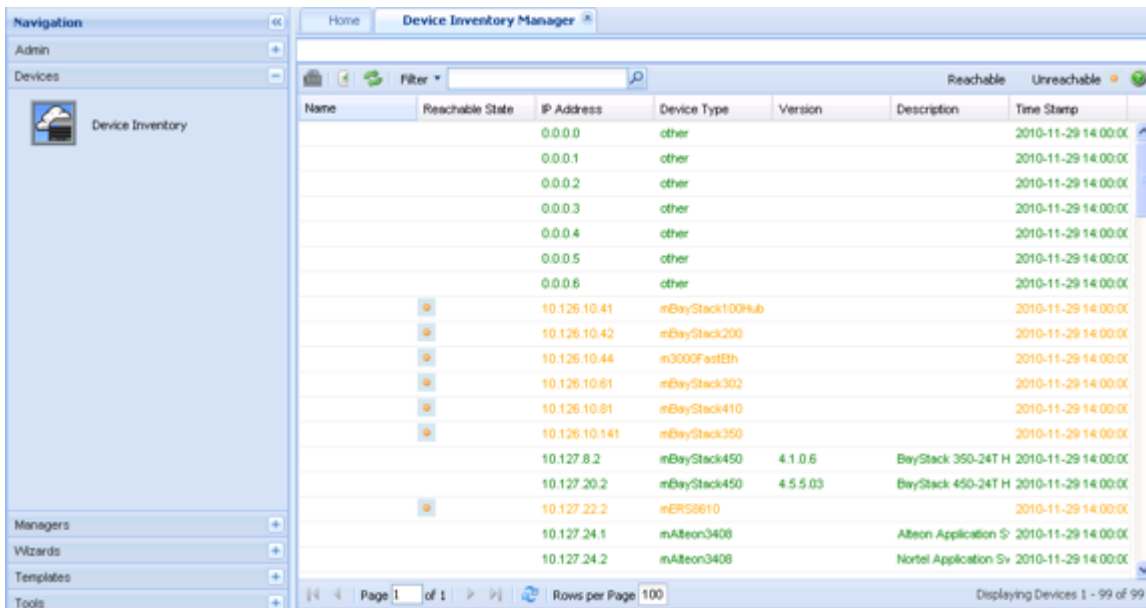 Navigation
Home
Device Inventory Manager
Admin
Devices
Filter
Reachable
Unreachable
Device Inventory
Name Reachable State IP Address Device Type Version Description Time Stamp
0.0.0.0 other 2010-11-29 14:00:0
0.0.0.1 other 2010-11-29 14:00:0
0.0.0.2 other 2010-11-29 14:00:0
0.0.0.3 other 2010-11-29 14:00:0
0.0.0.4 other 2010-11-29 14:00:0
0.0.0.5 other 2010-11-29 14:00:0
0.0.0.6 other 2010-11-29 14:00:0
10.126.10.41 mBayStack100Hub 2010-11-29 14:00:0
10.126.10.42 mBayStack200 2010-11-29 14:00:0
10.126.10.44 m3000FastEth 2010-11-29 14:00:0
10.126.10.61 mBayStack302 2010-11-29 14:00:0
10.126.10.81 mBayStack410 2010-11-29 14:00:0
10.126.10.141 mBayStack350 2010-11-29 14:00:0
10.127.8.2 mBayStack450 4.1.0.6 BayStack 350-24T H 2010-11-29 14:00:0
10.127.20.2 mBayStack450 4.5.5.03 BayStack 450-24T H 2010-11-29 14:00:0
10.127.22.2 mERS8610 2010-11-29 14:00:0
10.127.24.1 mAlteon3408 Alteon Application S 2010-11-29 14:00:0
10.127.24.2 mAlteon3408 Nortel Application Sv 2010-11-29 14:00:0
Managers
Wizards
Templates
Tools
Page 1 of 1 Rows per Page 100 Displaying Devices 1 - 99 of 99